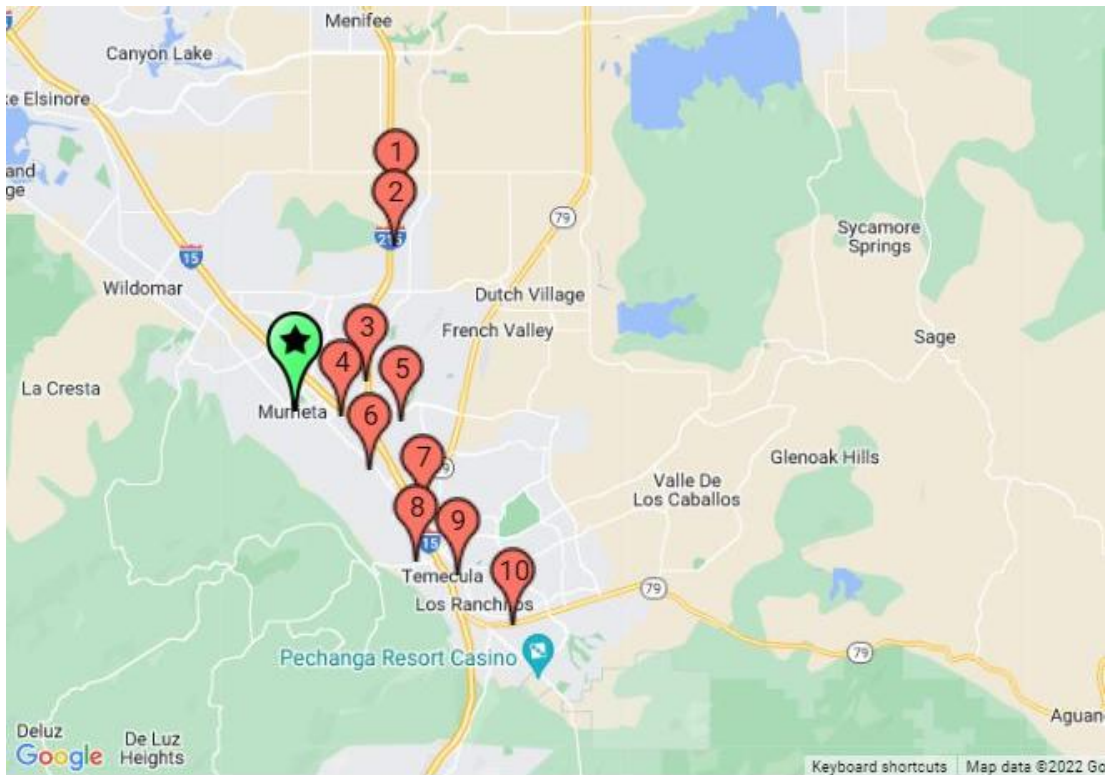 Menifee
Canyon Lake
ke Elsinore
and
ge
1
2
215
79
15
Sycamore
Springs
Wildomar
Dutch Village
French Valley
3
4
5
Sage
La Cresta
Murrieta
6
7
79
Glenoak Hills
Valle De
Los Caballos
8
9
15
Temecula
10
Los Ranchitos
79
Pechanga Resort Casino
79
Aguan
Deluz
De Luz
Heights
Google
Keyboard shortcuts
Map data ©2022 Go